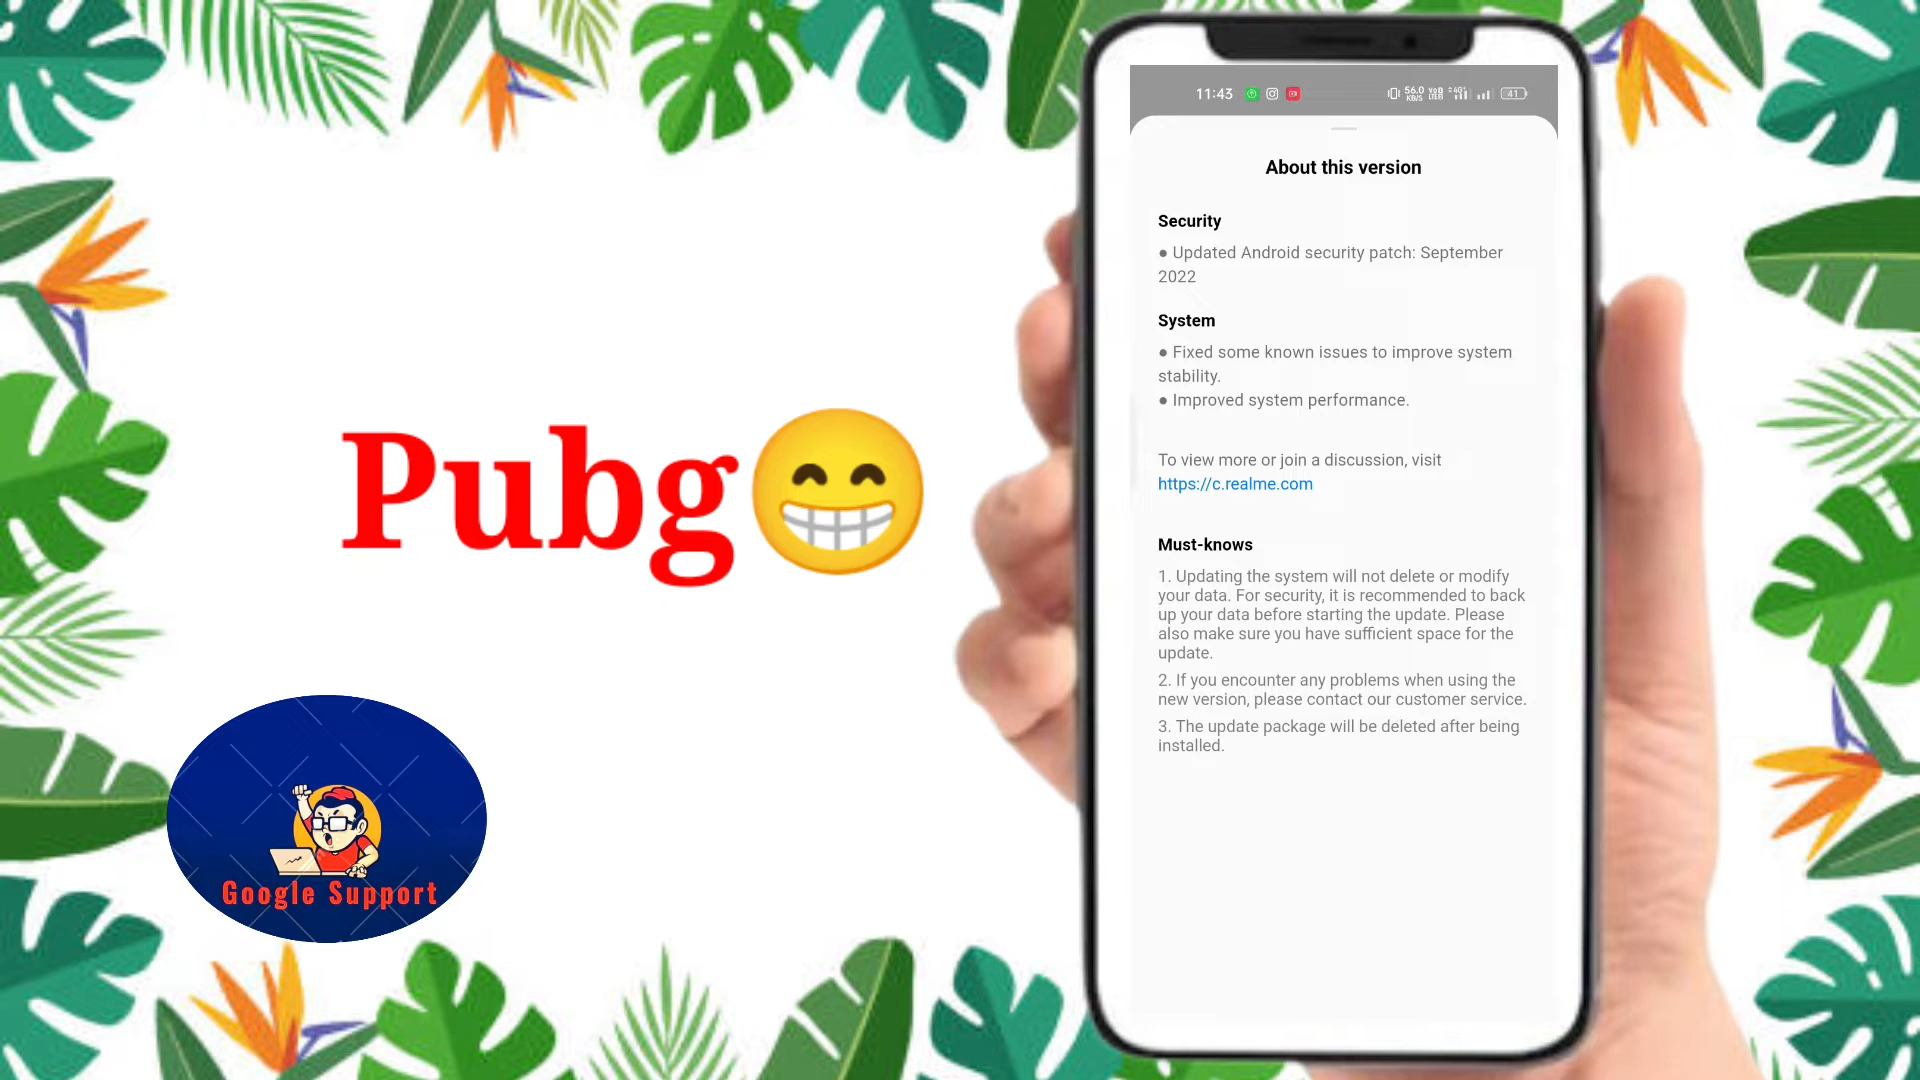 Pubg😁
Google Support
11:43
56.0
KB/S
41
About this version
Security
● Updated Android security patch: September
2022
System
● Fixed some known issues to improve system
stability.
● Improved system performance.
To view more or join a discussion, visit
https://c.realme.com
Must-knows
1. Updating the system will not delete or modify
your data. For security, it is recommended to back
up your data before starting the update. Please
also make sure you have sufficient space for the
update.
2. If you encounter any problems when using the
new version, please contact our customer service.
3. The update package will be deleted after being
installed.